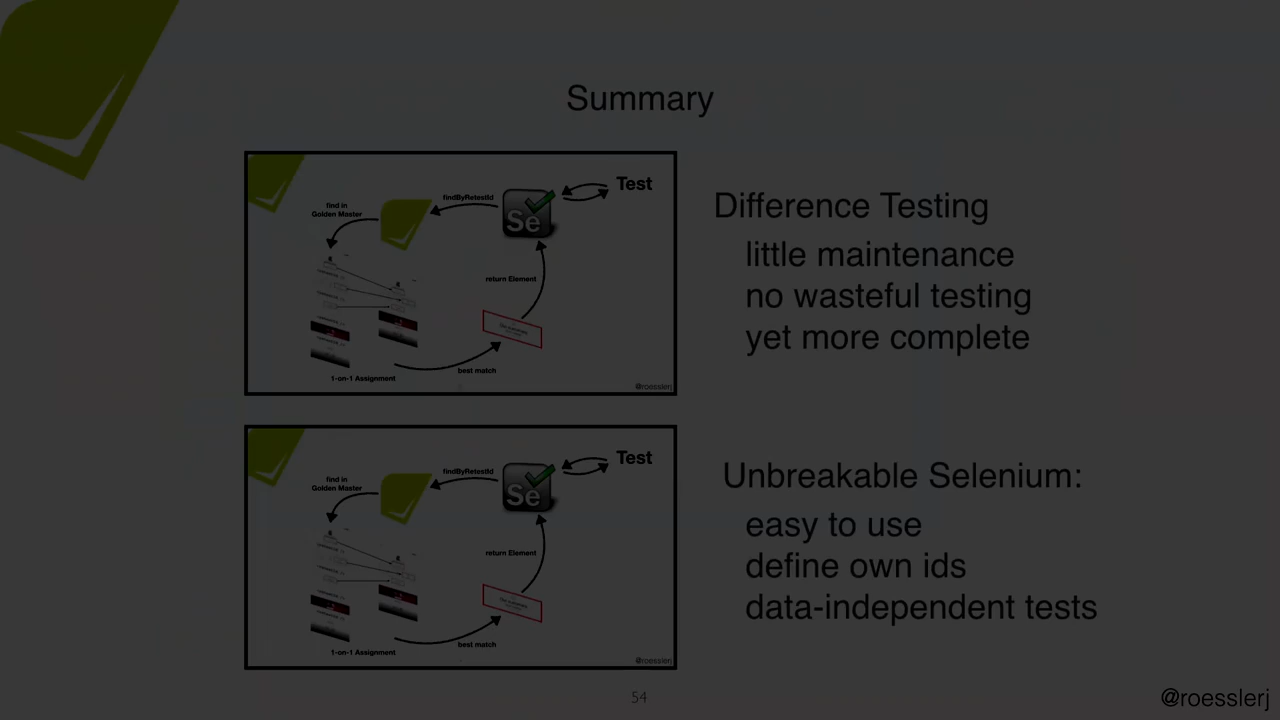 Summary
Test
findByRetestId
find in
Golden Master
Se
return Element
best match
1-on-1 Assignment
@roesslerj
Difference Testing
little maintenance
no wasteful testing
yet more complete
Test
findByRetestId
find in
Golden Master
Se
return Element
best match
1-on-1 Assignment
@roesslerj
Unbreakable Selenium:
easy to use
define own ids
data-independent tests
54
@roesslerj